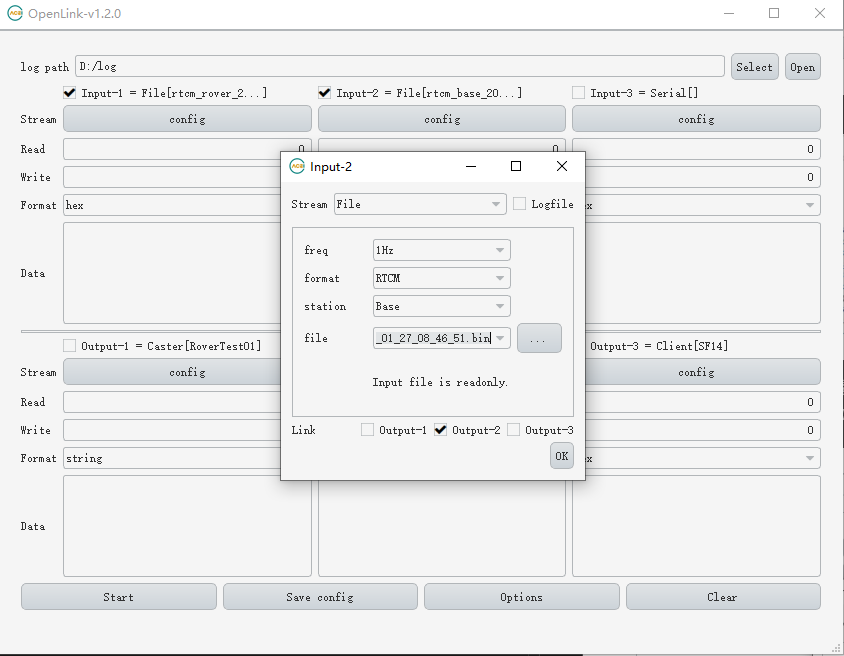 OpenLink-v1.2.0
log path D:/log Select Open
Input-1 = File[rtcm_rover_2...] Input-2 = File[rtcm_base_20...] Input-3 = Serial[]
Stream config config config
Read 0 0 0
Write 0
Format hex ex
Data
Output-1 = Caster[RoverTest01] Output-3 = Client[SF14]
Stream config config
Read 0
Write 0
Format string ex
Data
Start Save config Options Clear
Input-2
Stream File Logfile
freq 1Hz
format RTCM
station Base
file _01_27_08_46_51.bin ...
Input file is readonly.
Link Output-1 Output-2 Output-3
OK